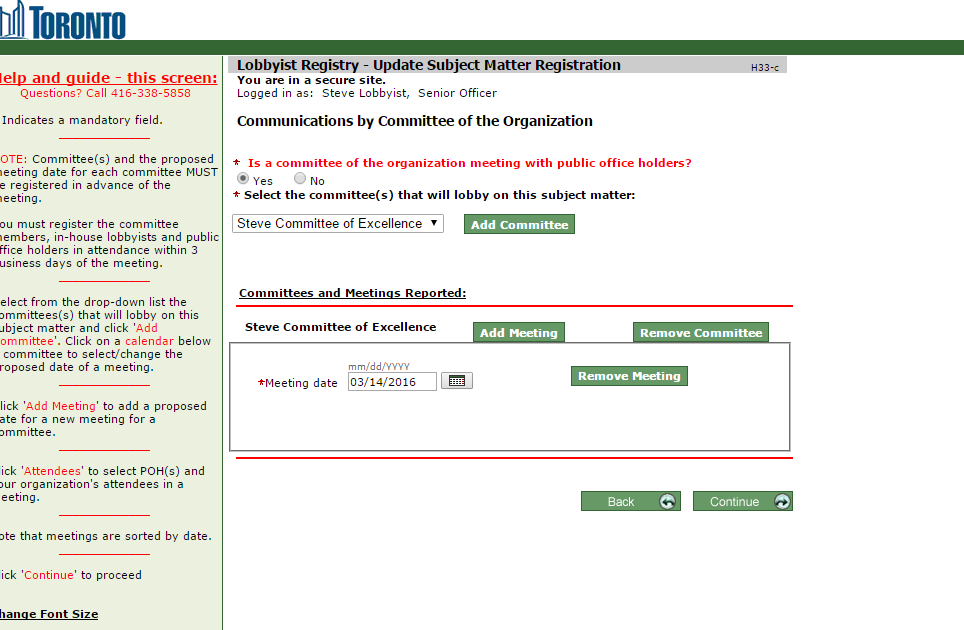 TORONTO
elp and guide - this screen:
Questions? Call 416-338-5858
Indicates a mandatory field.
OTE: Committee(s) and the proposed
eeting date for each committee MUST
e registered in advance of the
eeting.
ou must register the committee
embers, in-house lobbyists and public
ffice holders in attendance within 3
usiness days of the meeting.
elect from the drop-down list the
ommittees(s) that will lobby on this
ubject matter and click 'Add
ommittee'. Click on a calendar below
committee to select/change the
roposed date of a meeting.
lick 'Add Meeting' to add a proposed
ate for a new meeting for a
ommittee.
lick 'Attendees' to select POH(s) and
our organization's attendees in a
eeting.
ote that meetings are sorted by date.
lick 'Continue' to proceed
hange Font Size
Lobbyist Registry - Update Subject Matter Registration H33-c
You are in a secure site.
Logged in as: Steve Lobbyist, Senior Officer
Communications by Committee of the Organization
* Is a committee of the organization meeting with public office holders?
Yes No
* Select the committee(s) that will lobby on this subject matter:
Steve Committee of Excellence Add Committee
Committees and Meetings Reported:
Steve Committee of Excellence Add Meeting Remove Committee
mm/dd/YYYY
*Meeting date 03/14/2016 Remove Meeting
Back Continue